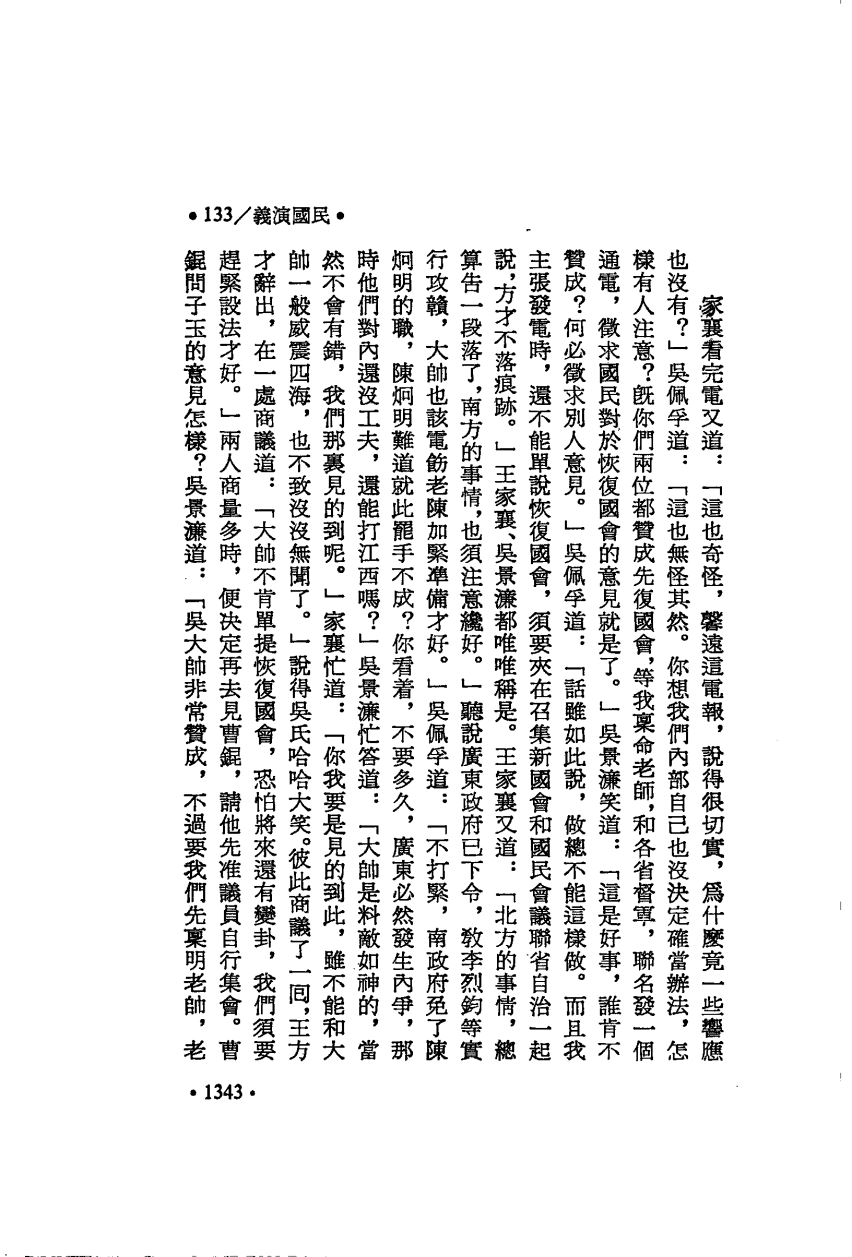 •133/義演國民•
家襄看完電又道：「這也奇怪，馨遠這電報，說得很切實，爲什麼竟一些響應
也沒有？」吳佩孚道：「這也無怪其然。你想我們內部自己也沒決定確當辦法，怎
樣有人注意？旣你們兩位都贊成先復國會，等我稟命老師，和各省督軍，聯名發一個
通電，徵求國民對於恢復國會的意見就是了。」吳景濂笑道：「這是好事，誰肯不
贊成？何必徵求別人意見。」吳佩孚道：「話雖如此說，做總不能這樣做。而且我
主張發電時，還不能單說恢復國會，須要夾在召集新國會和國民會議聯省自治一起
說，方才不落痕跡。」王家襄、吳景濂都唯唯稱是。王家襄又道：「北方的事情，總
算告一段落了，南方的事情，也須注意纔好。」聽說廣東政府已下令，敎李烈鈞等實
行攻贛，大帥也該電飭老陳加緊準備才好。」吳佩孚道：「不打緊，南政府免了陳
炯明的職，陳炯明難道就此罷手不成？你看着，不要多久，廣東必然發生內爭，那
時他們對內還沒工夫，還能打江西嗎？」吳景濂忙答道：「大帥是料敵如神的，當
然不會有錯，我們那裏見的到呢。」家襄忙道：「你我要是見的到此，雖不能和大
帥一般威震四海，也不致沒沒無聞了。」說得吳氏哈哈大笑。彼此商議了一回，王方
才辭出，在一處商議道：「大帥不肯單提恢復國會，恐怕將來還有變卦，我們須要
趕緊設法才好。」兩人商量多時，便決定再去見曹錕，請他先准議員自行集會。曹
錕問子玉的意見怎樣？吳景濂道：「吳大帥非常贊成，不過要我們先稟明老帥，老
•1343•